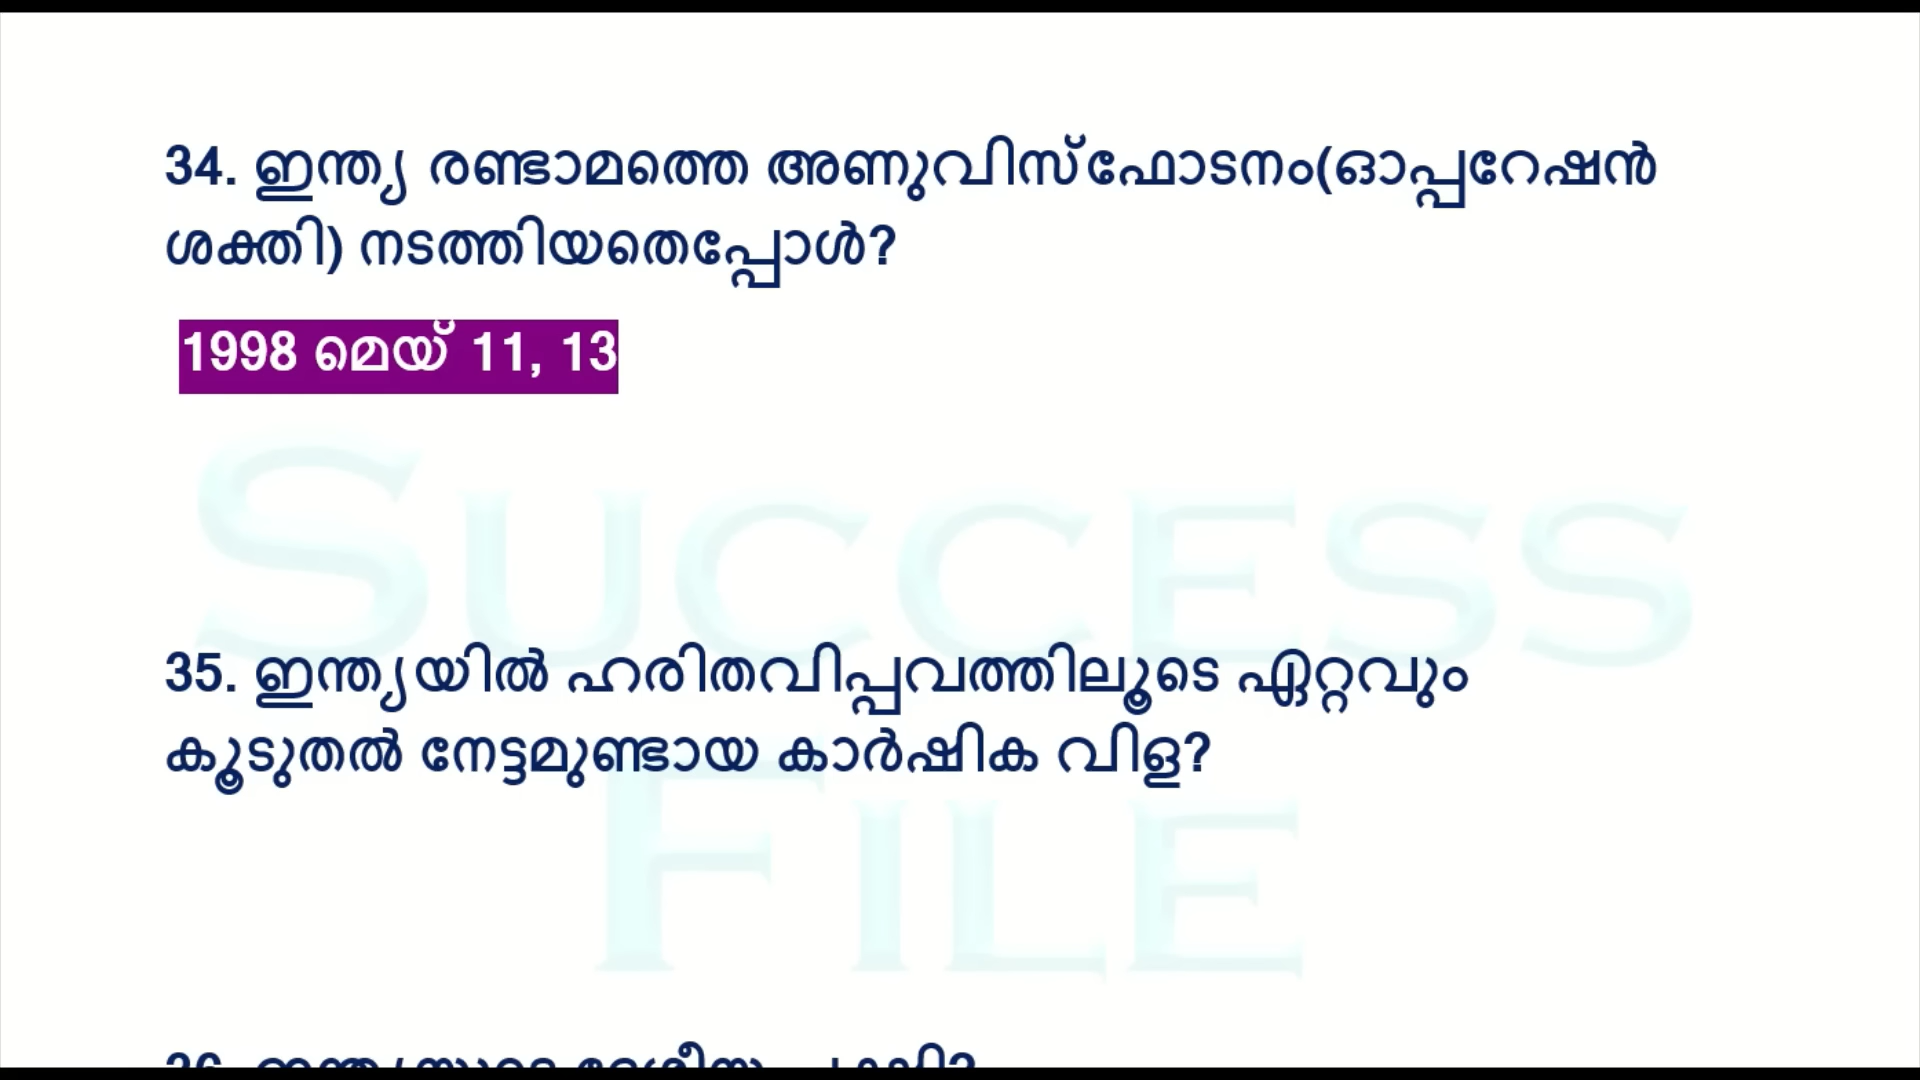 34. ഇന്ത്യ രണ്ടാമത്തെ അണുവിസ്ഫോടനം(ഓപ്പറേഷൻ
ശക്തി) നടത്തിയതെപ്പോൾ?
1998 മെയ് 11, 13
SUCCESS
35. ഇന്ത്യയിൽ ഹരിതവിപ്പവത്തിലൂടെ ഏറ്റവും
കൂടുതൽ നേട്ടമുണ്ടായ കാർഷിക വിള?
FILE